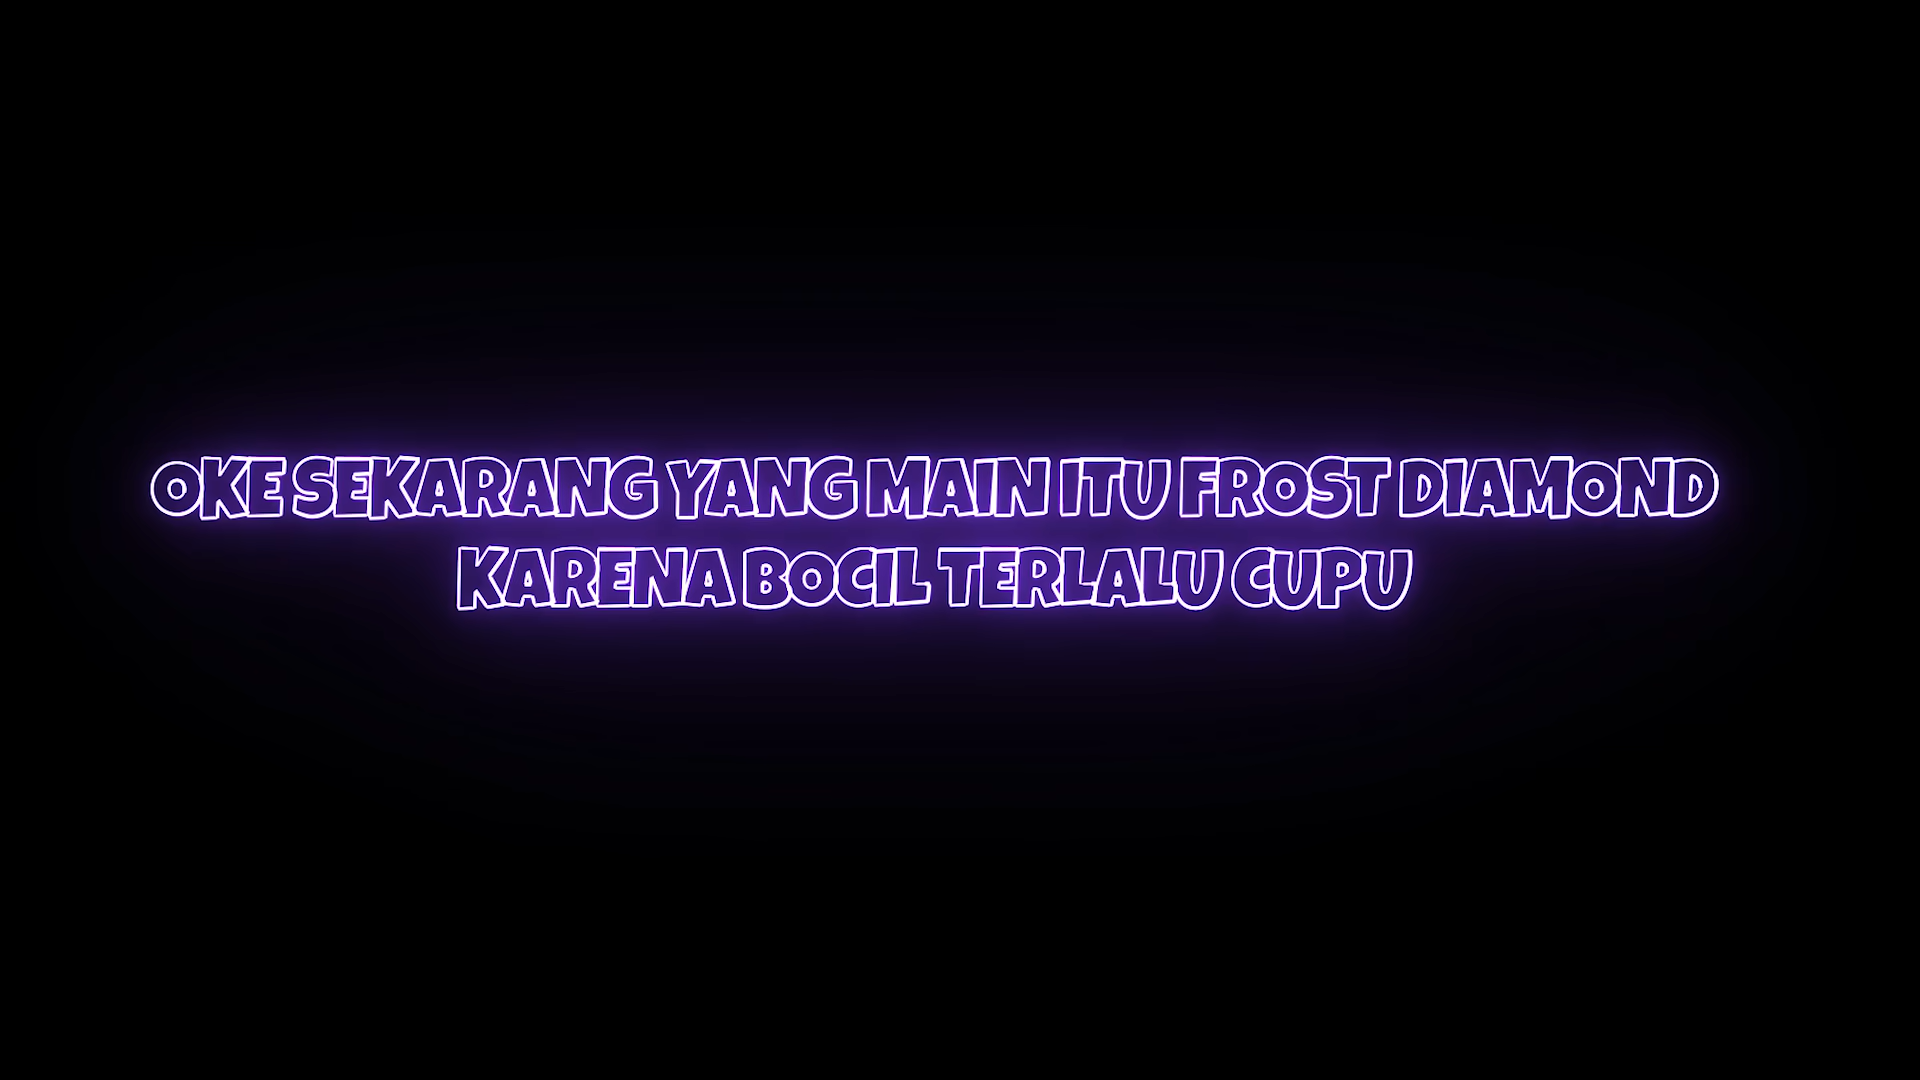 OKE SEKARANG YANG MAIN ITU FROST DIAMOND
KARENA BOCIL TERLALU CUPU